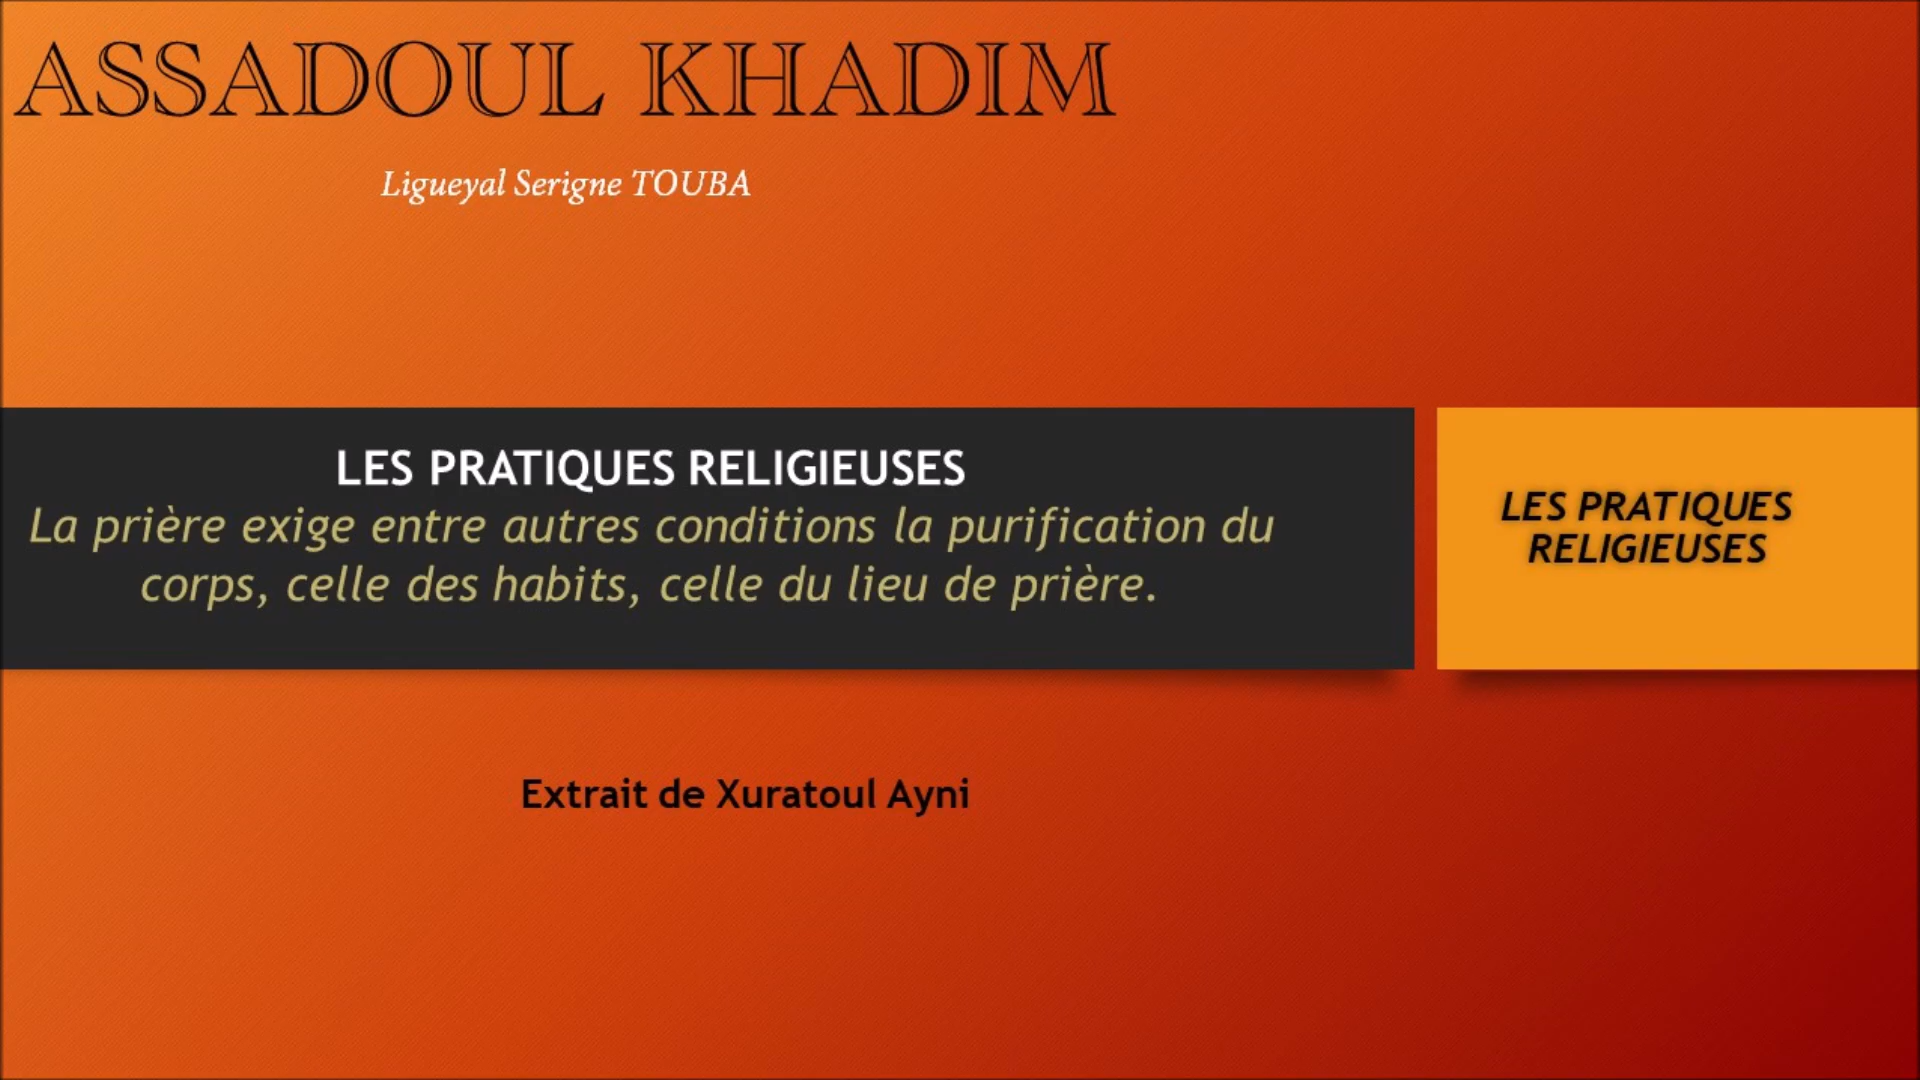 ASSADOUL KHADIM
Ligueyal Serigne TOUBA
LES PRATIQUES RELIGIEUSES
La prière exige entre autres conditions la purification du
corps, celle des habits, celle du lieu de prière.
LES PRATIQUES
RELIGIEUSES
Extrait de Xuratoul Ayni